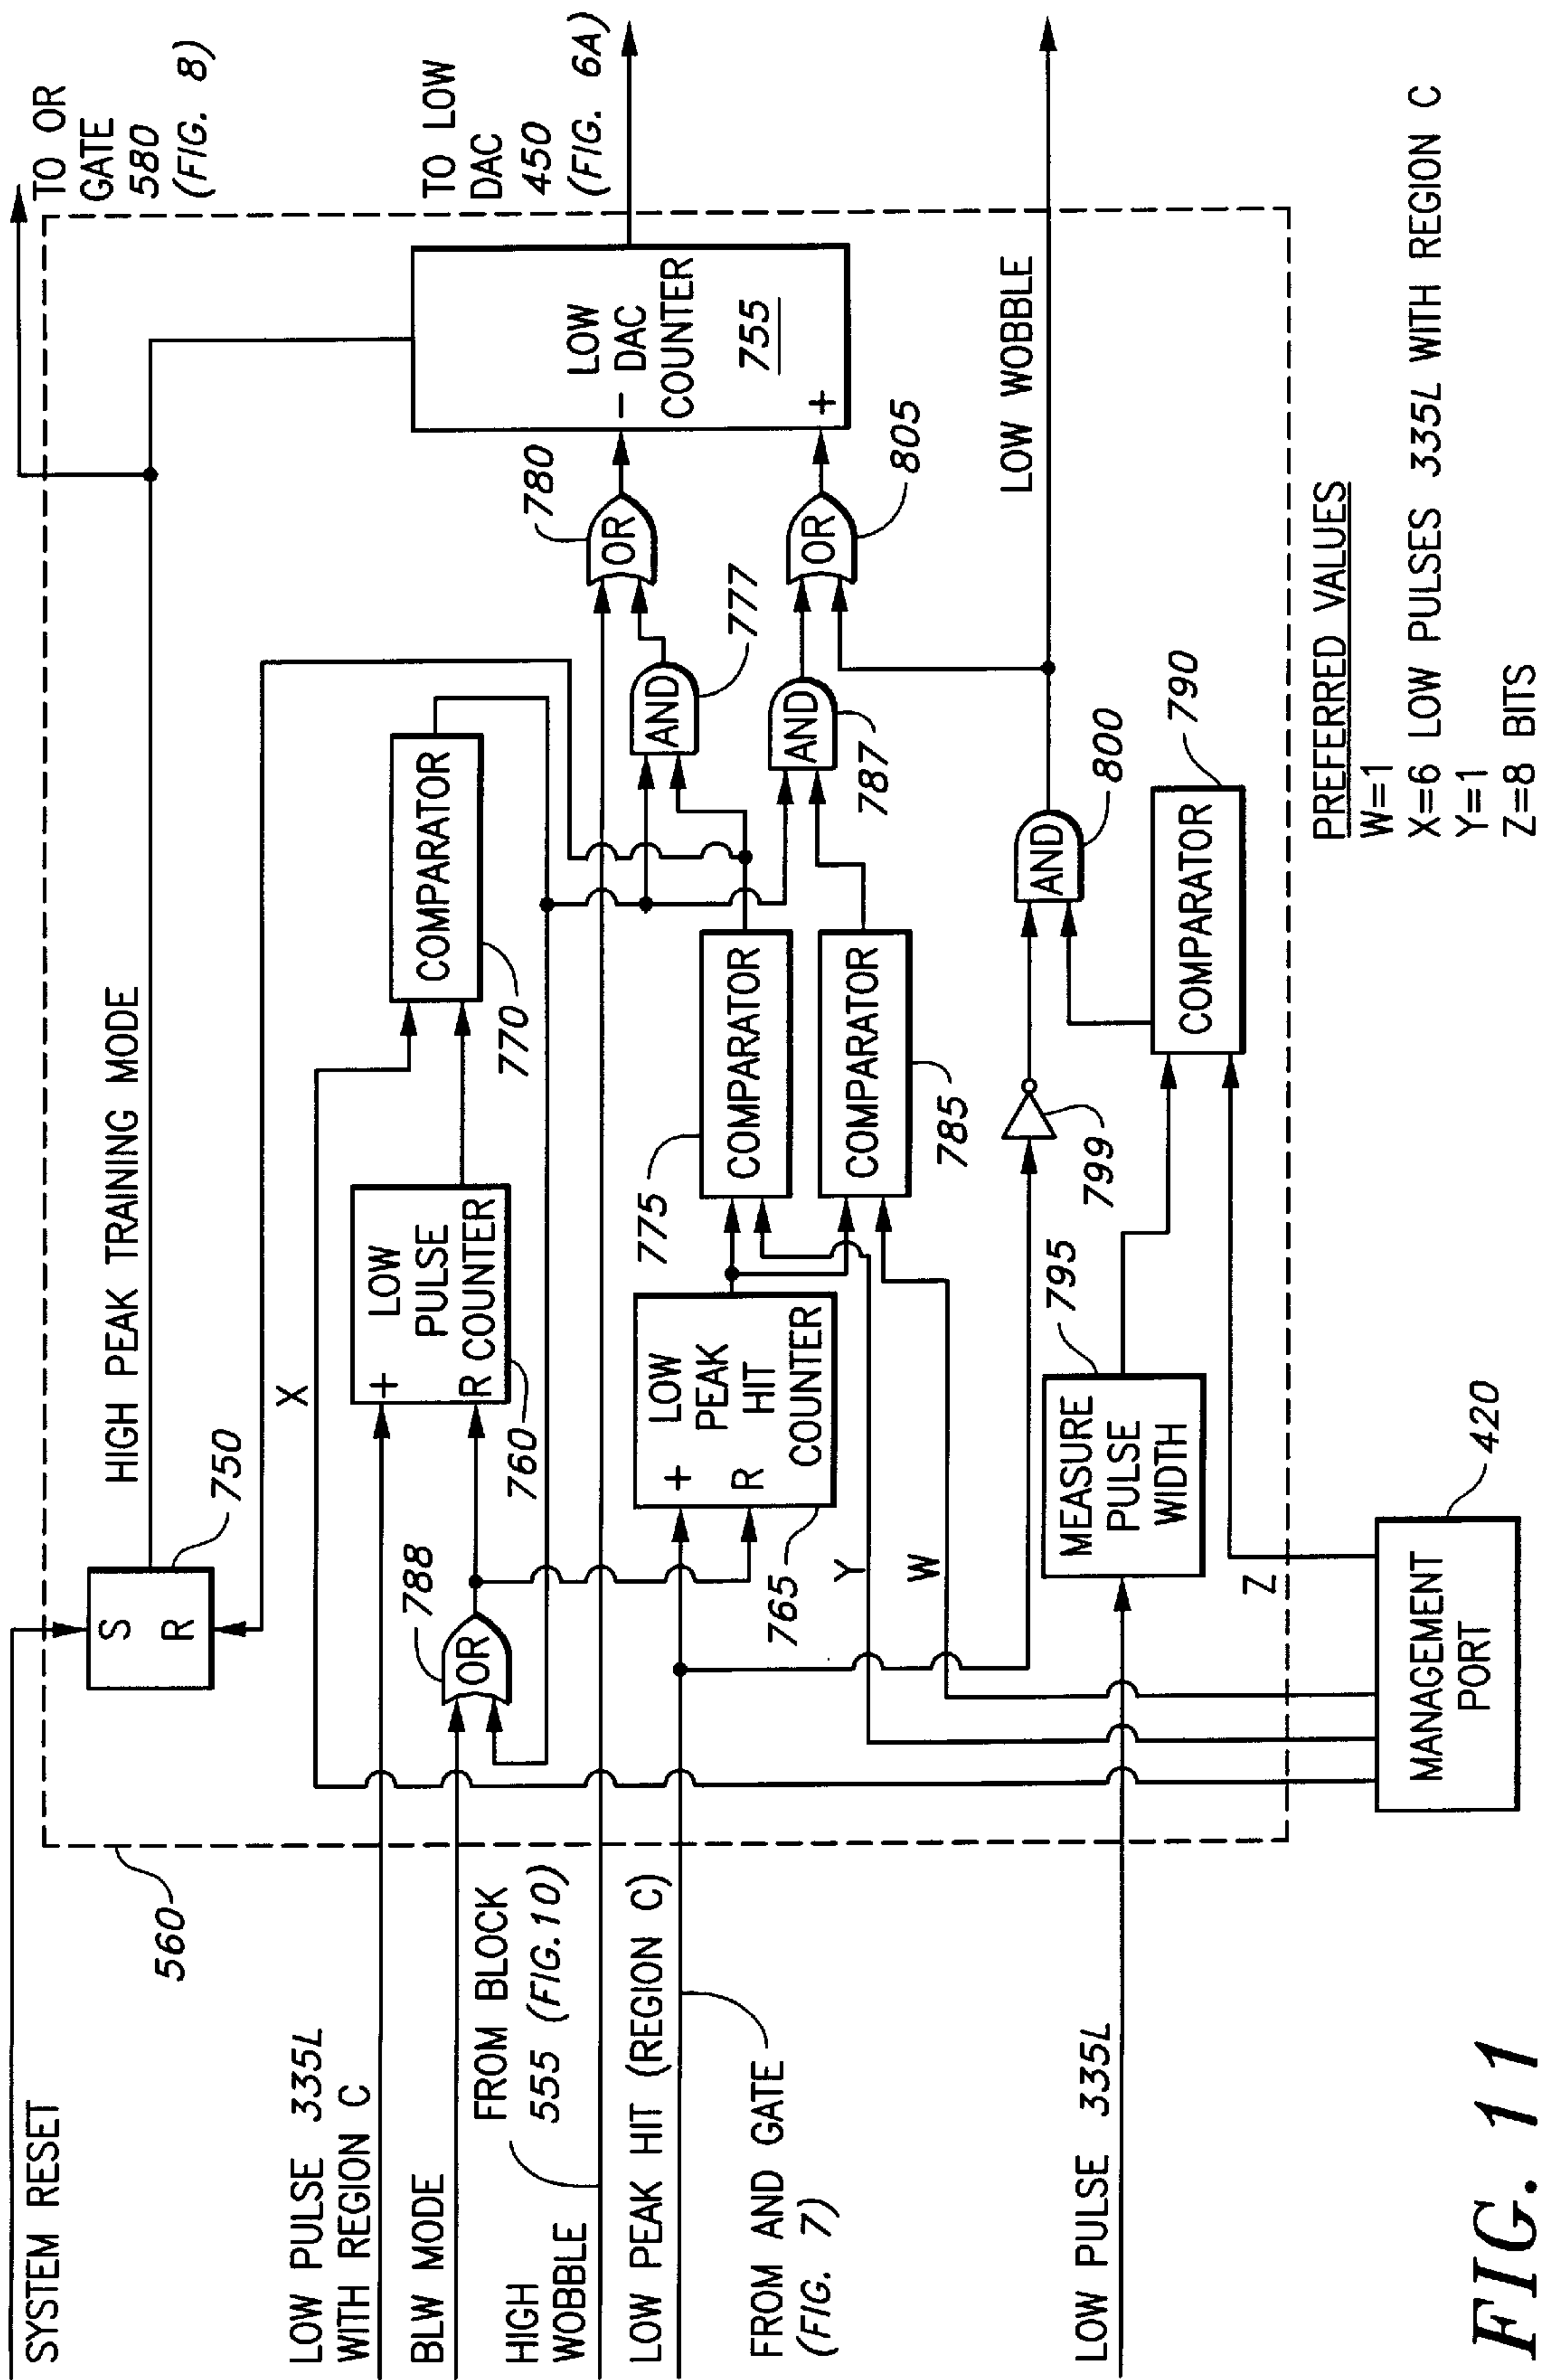 SYSTEM RESET
LOW PULSE 335L
WITH REGION C
BLW MODE
FROM BLOCK
555 (FIG.10)
HIGH
WOBBLE
LOW PEAK HIT (REGION C)
FROM AND GATE
(FIG. 7)
LOW PULSE 335L
560
S
R
750
HIGH PEAK TRAINING MODE
TO OR
GATE
580
(FIG. 8)
X
+ LOW
PULSE
R COUNTER
760
COMPARATOR
770
OR
788
+ LOW
PEAK
HIT
R
COUNTER
765
Y
W
COMPARATOR
775
COMPARATOR
785
AND
777
AND
787
OR
780
OR
805
LOW
- DAC
COUNTER
+
755
TO LOW
DAC
450
(FIG. 6A)
799
MEASURE
PULSE
WIDTH
795
Z
AND
800
COMPARATOR
790
LOW WOBBLE
MANAGEMENT
PORT
420
PREFERRED VALUES
W=1
X=6 LOW PULSES 335L WITH REGION C
Y=1
Z=8 BITS
FIG. 11